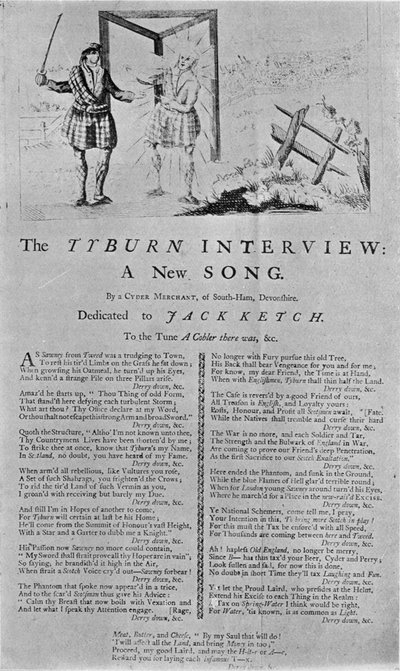 The TYBURN INTERVIEW:
A New SONG.
By a CYDER MERCHANT, of South-Ham, Devonshire.
Dedicated to JACK KETCH.
To the Tune A Cobler there was, &c.
AS Sawney from Tweed was a trudging to Town,
To rest his tir'd Limbs on the Grass he sat down;
When growsing his Oatmeal, he turn'd up his Eyes,
And kenn'd a strange Pile on three Pillars arise.
Derry down, &c.
Amaz'd he starts up, " Thou Thing of odd Form,
That stand'st here defying each turbulent Storm;
What art thou? Thy Office declare at my Word,
Or thou shalt not escape this strong Arm and broad Sword."
Derry down, &c.
Quoth the Structure, " Altho' I'm not known unto thee,
Thy Countrymens Lives have been shorten'd by me;
To strike thee at once, know that Tyburn's my Name,
In Scotland, no doubt, you have heard of my Fame.
Derry down, &c.
When arm'd all rebellious, like Vultures you rose,
A Set of such Shabrags, you frighten'd the Crows;
To rid the tir'd Land of such Vermin as you,
I groan'd with receiving but barely my Due.
Derry down, &c.
And still I'm in Hopes of another to come,
For Tyburn will certain at last be his Home;
He'll come from the Summit of Honour's vast Height,
With a Star and a Garter to dubb me a Knight."
Derry down, &c.
His Passion now Sawney no more could contain,
" My Sword shall strait prove all thy Hopes are in vain";
So saying, he brandish'd it high in the Air,
When strait a Scotch Voice cry'd out—Sawney forbear!
Derry down, &c.
The Phantom that spoke now appear'd in a trice,
And to the scar'd Scotsman thus gave his Advice:
" Calm thy Breast that now boils with Vexation and
[Rage,
And let what I speak thy Attention engage.
Derry down, &c.
No longer with Fury pursue this old Tree,
His Back shall bear Vengeance for you and for me;
For know, my dear Friend, the Time is at Hand,
When with Englishmen, Tyburn shall thin half the Land.
Derry down, &c.
The Case is revers'd by a good Friend of ours,
All Treason is English, and Loyalty yours:
Posts, Honour, and Profit all Scotsmen await,
[Fate.
While the Natives shall tremble and curse their hard
Derry down, &c.
The War is no more, and each Soldier and Tar,
The Strength and the Bulwark of England in War,
Are coming to prove our Friend's deep Penetration,
As the first Sacrifice to our Scotch Exaltation."
Derry down, &c.
Here ended the Phantom, and sunk in the Ground,
While the blue Flames of Hell glar'd terrible round;
When for London young Sawney around turn'd his Eyes,
Where he march'd for a Place in the new-rais'd EXCISE.
Derry down, &c.
Ye National Schemers, come tell me, I pray,
Your Intention in this, To bring more Scotch in play!
For this must the Tax be enforc'd with all Speed,
For Thousands are coming between here and Tweed.
Derry down, &c.
Ah! hapless Old England, no longer be merry,
Since B— has thus tax'd your Beer, Cyder and Perry;
Look sullen and sad, for now this is done,
No doubt in short Time they'll tax Laughing and Fun.
Derry down, &c.
Yet let the proud Laird, who presides at the Helm,
Extend his Excise to each Thing in the Realm;
A Tax on Spring-Water I think would be right,
For Water, 'tis known, is as common as Light.
Derry down, &c.
Meat, Butter, and Cheese, " By my Saul that will do!
I will affect all the Land, and bring Money in too;"
Proceed, my good Laird, and may the
Reward you for laying each infamous T—x.